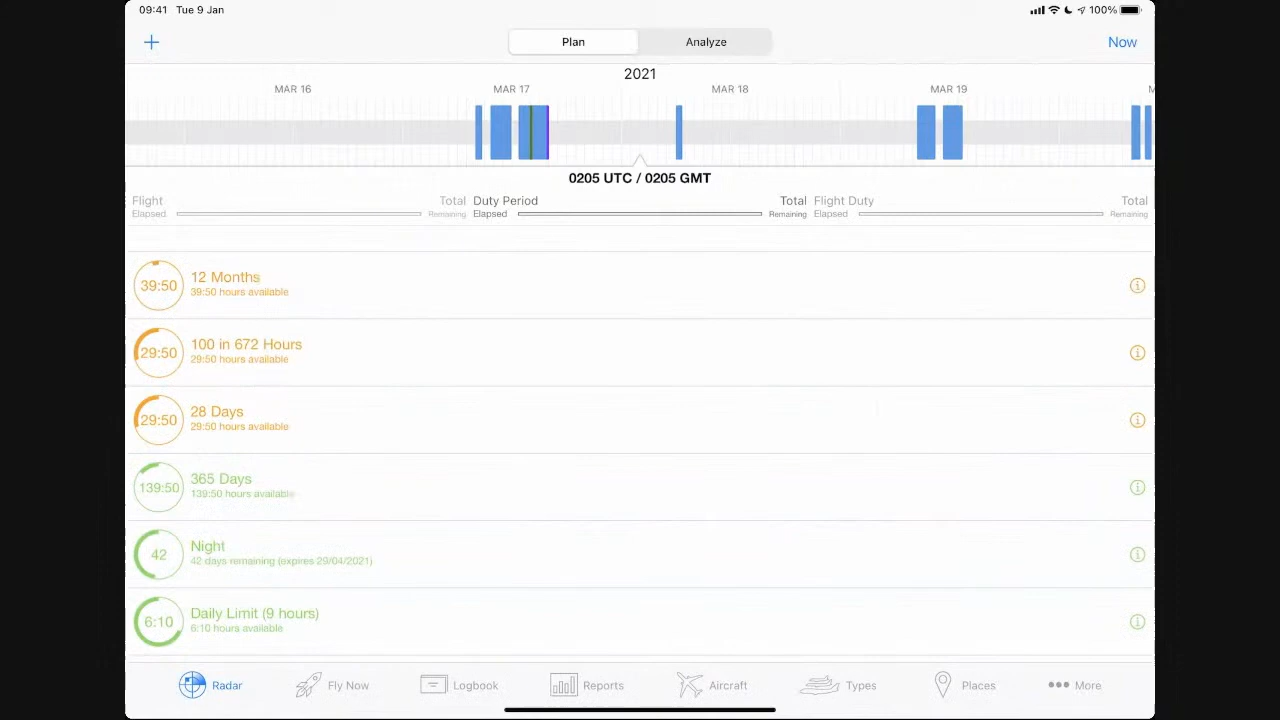 09:41 Tue 9 Jan 100%
Plan Analyze Now
2021
MAR 16 MAR 17 MAR 18 MAR 19
0205 UTC / 0205 GMT
Flight Total Duty Period Total Flight Duty Total
Elapsed Remaining Elapsed Remaining Elapsed Remaining
39:50 12 Months
39:50 hours available
29:50 100 in 672 Hours
29:50 hours available
29:50 28 Days
29:50 hours available
139:50 365 Days
139:50 hours available
42 Night
42 days remaining (expires 29/04/2021)
6:10 Daily Limit (9 hours)
6:10 hours available
Radar Fly Now Logbook Reports Aircraft Types Places More